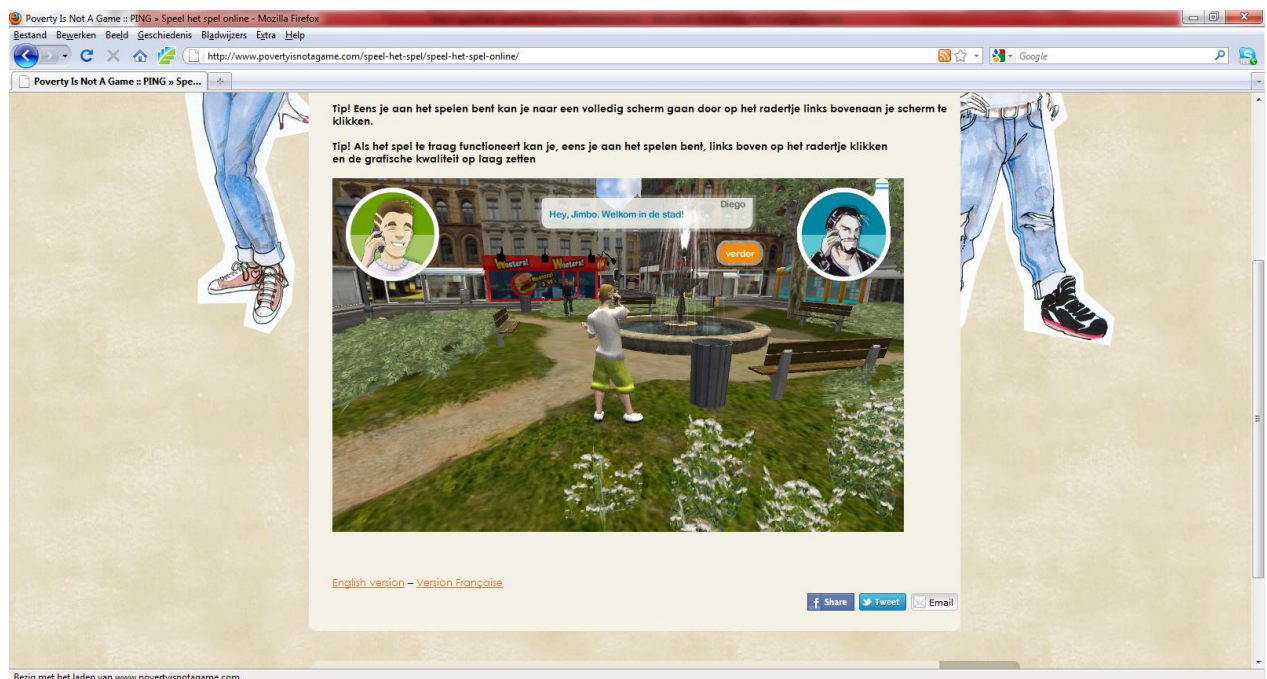 Poverty Is Not A Game :: PING » Speel het spel online - Mozilla Firefox
Bestand Bewerken Beeld Geschiedenis Bladwijzers Extra Help
http://www.povertyisnotagame.com/speel-het-spel/speel-het-spel-online/
Google
Poverty Is Not A Game :: PING » Spe...
Tip! Eens je aan het spelen bent kan je naar een volledig scherm gaan door op het radertje links bovenaan je scherm te
klikken.
Tip! Als het spel te traag functioneert kan je, eens je aan het spelen bent, links boven op het radertje klikken
en de grafische kwaliteit op laag zetten
Diego
Hey, Jimbo. Welkom in de stad!
verder
Wooters! Wooters!
English version – Version Française
Share Tweet Email
Bezig met het laden van www.povertyisnotagame.com